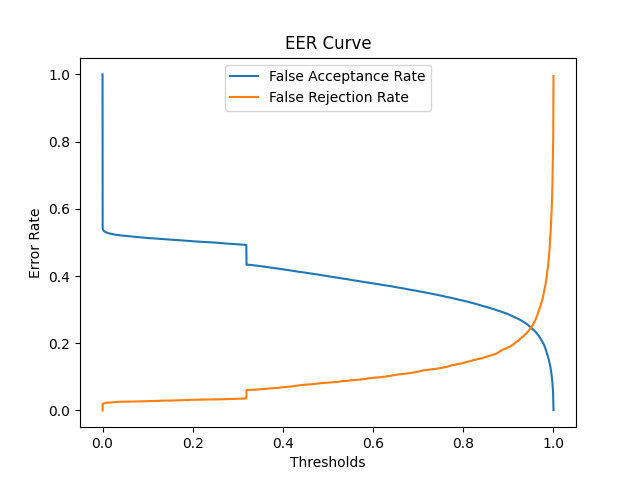 EER Curve
False Acceptance Rate
False Rejection Rate
1.0
0.8
0.6
0.4
0.2
0.0
Error Rate
0.0 0.2 0.4 0.6 0.8 1.0
Thresholds